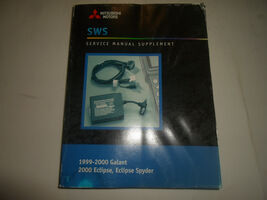 MITSUBISHI
MOTORS
SWS
SERVICE MANUAL SUPPLEMENT
1999-2000 Galant
2000 Eclipse, Eclipse Spyder